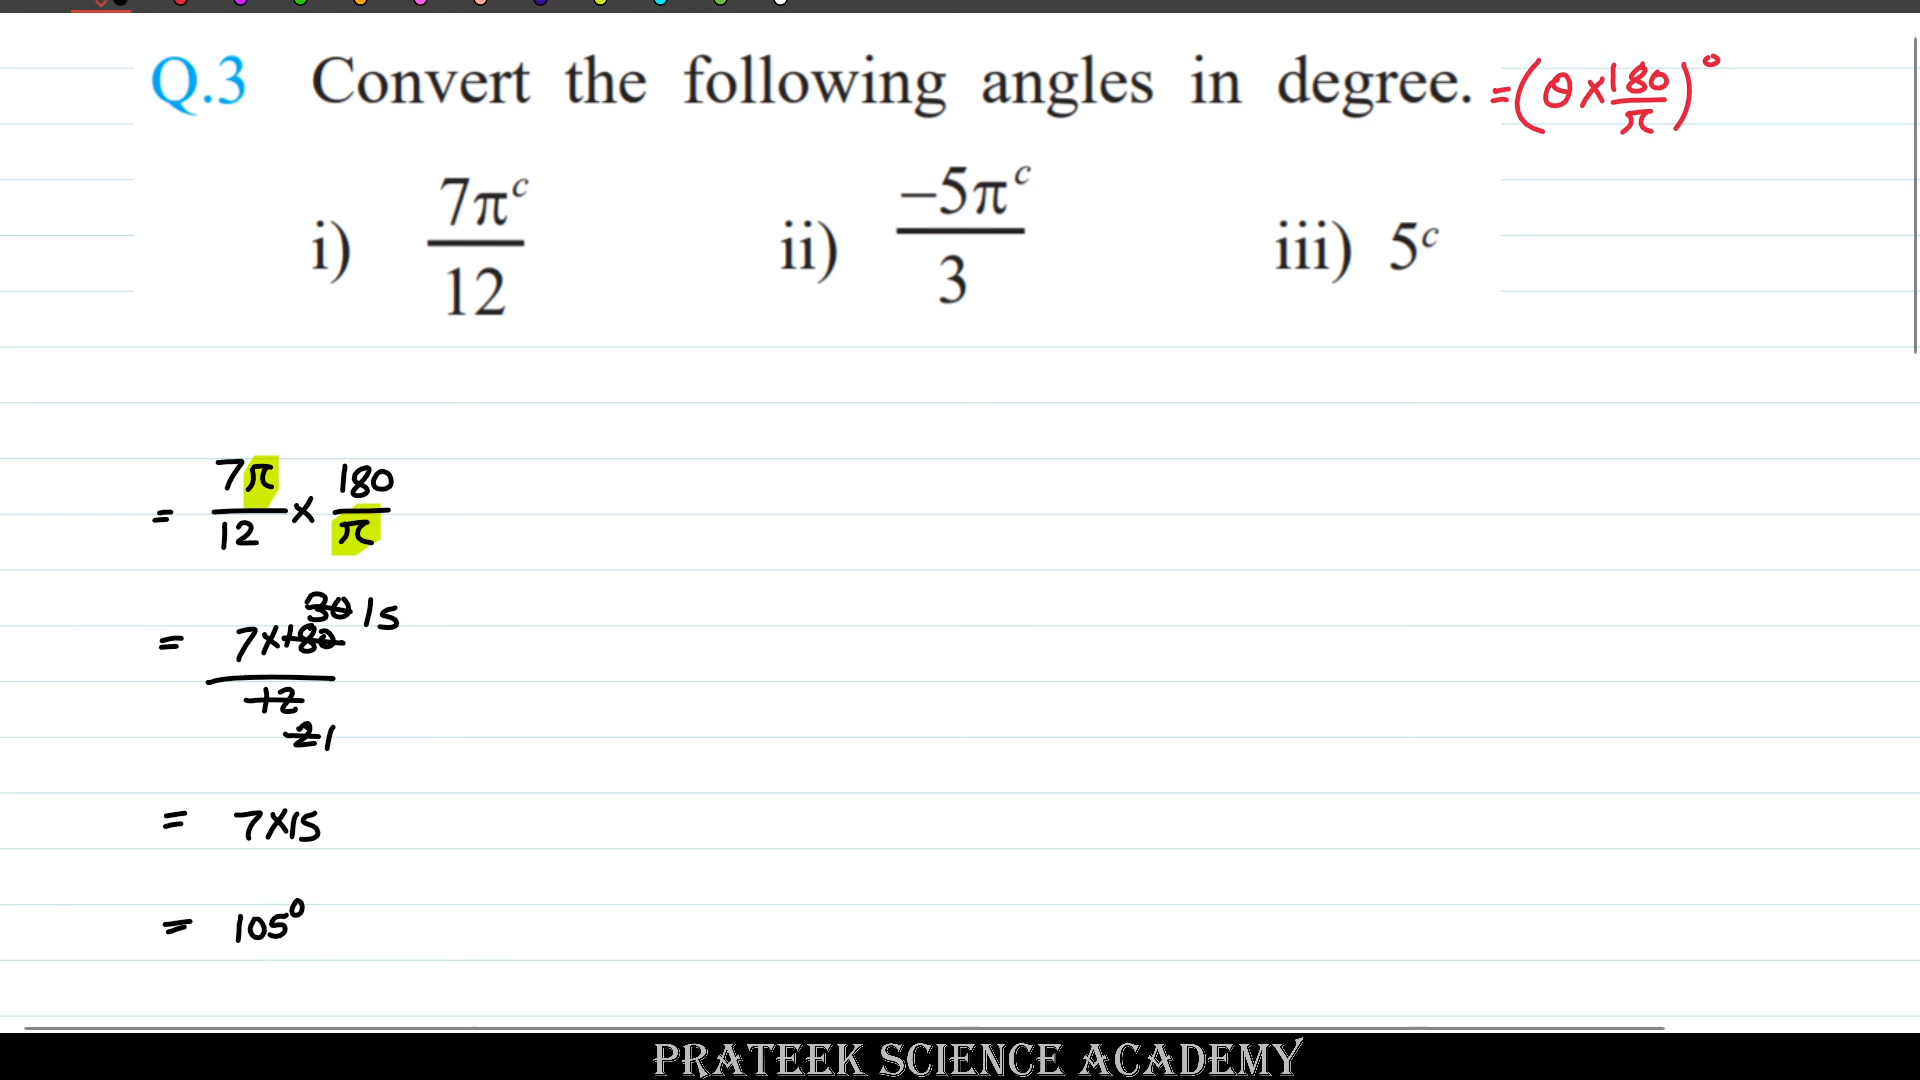 Q.3 Convert the following angles in degree. =(θ×180/π)°
i) 7π^c/12 ii) −5π^c/3 iii) 5^c
= 7π/12 × 180/π
30 15
= 7×180
12
2 1
= 7×15
= 105°
PRATEEK SCIENCE ACADEMY